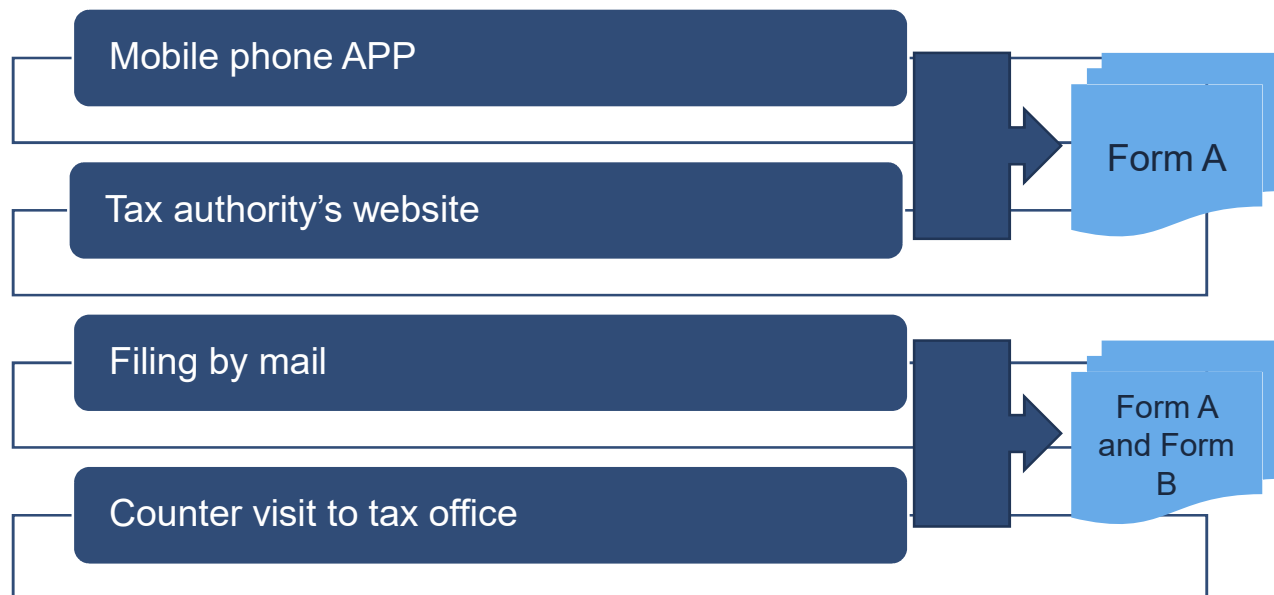 Mobile phone APP
Form A
Tax authority’s website
Filing by mail
Form A
and Form
B
Counter visit to tax office